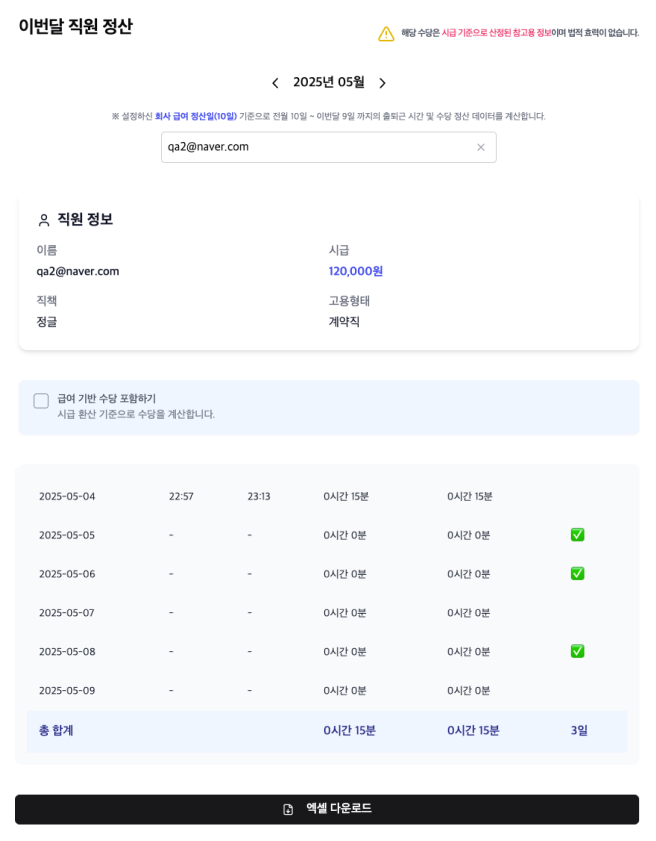 이번달 직원 정산
해당 수당은 시급 기준으로 산정된 참고용 정보이며 법적 효력이 없습니다.
2025년 05월
※ 설정하신 회사 급여 정산일(10일) 기준으로 전월 10일 ~ 이번달 9일 까지의 출퇴근 시간 및 수당 정산 데이터를 계산합니다.
qa2@naver.com
직원 정보
이름 시급
qa2@naver.com 120,000원
직책 고용형태
정글 계약직
급여 기반 수당 포함하기
시급 환산 기준으로 수당을 계산합니다.
2025-05-04 22:57 23:13 0시간 15분 0시간 15분
2025-05-05 - - 0시간 0분 0시간 0분 ✅
2025-05-06 - - 0시간 0분 0시간 0분 ✅
2025-05-07 - - 0시간 0분 0시간 0분
2025-05-08 - - 0시간 0분 0시간 0분 ✅
2025-05-09 - - 0시간 0분 0시간 0분
총 합계 0시간 15분 0시간 15분 3일
엑셀 다운로드